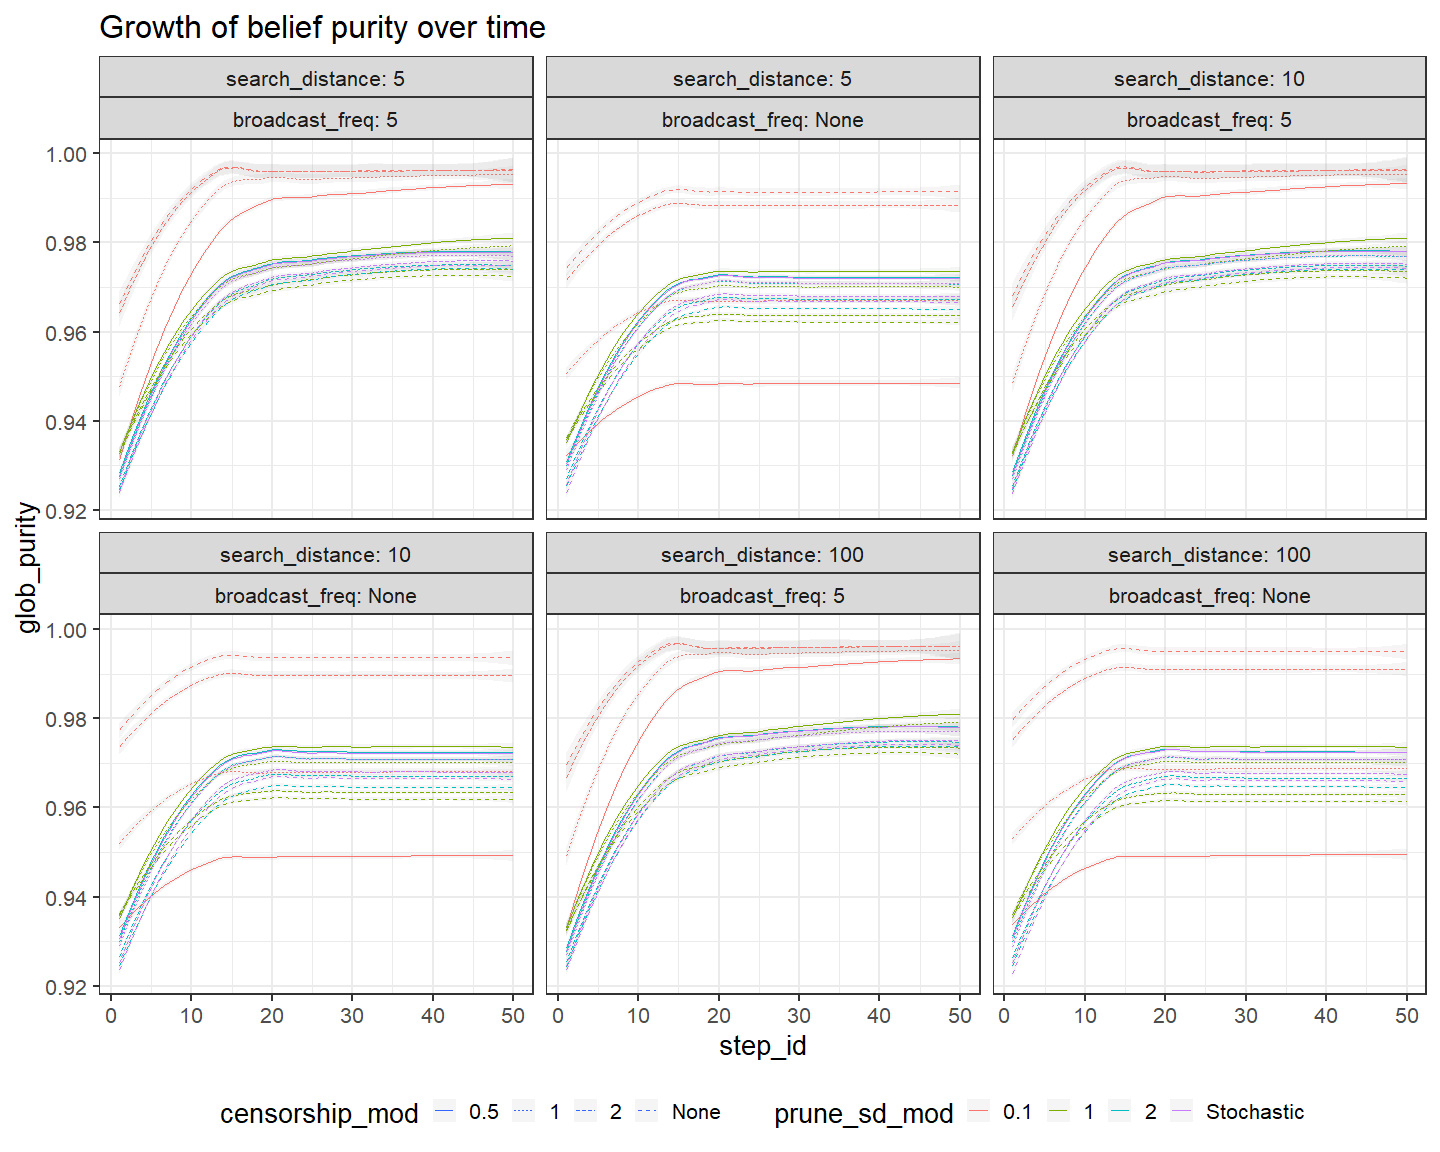 Growth of belief purity over time
search_distance: 5
search_distance: 5
search_distance: 10
broadcast_freq: 5
broadcast_freq: None
broadcast_freq: 5
1.00
0.98
0.96
0.94
0.92
glob_purity
search_distance: 10
search_distance: 100
search_distance: 100
broadcast_freq: None
broadcast_freq: 5
broadcast_freq: None
1.00
0.98
0.96
0.94
0.92
0 10 20 30 40 50 0 10 20 30 40 50 0 10 20 30 40 50
step_id
censorship_mod 0.5 1 2 None prune_sd_mod 0.1 1 2 Stochastic